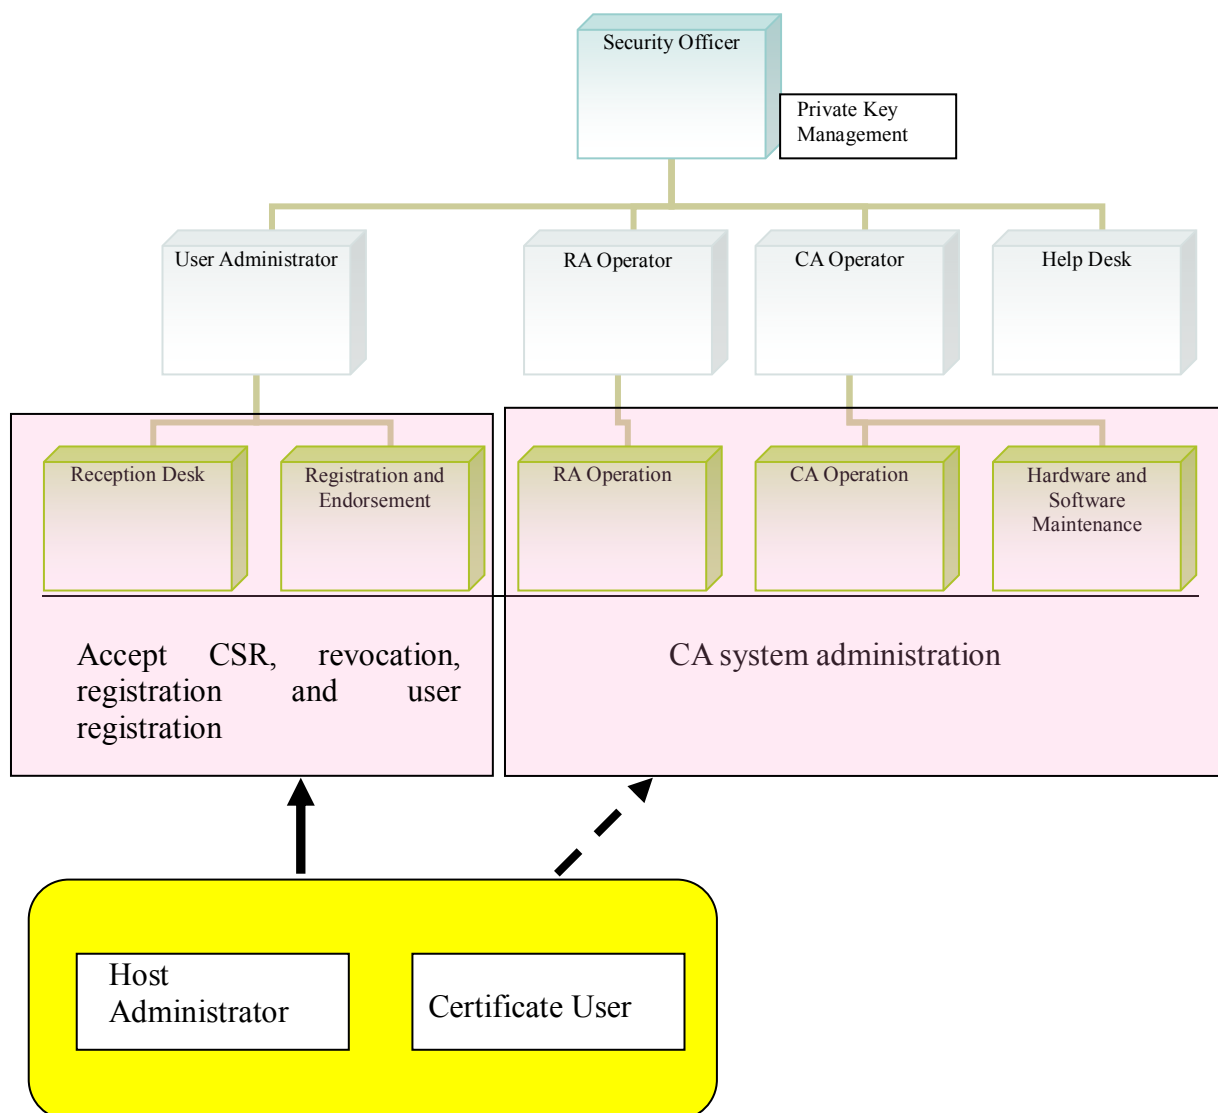 Security Officer
Private Key
Management
User Administrator
RA Operator
CA Operator
Help Desk
Reception Desk
Registration and
Endorsement
RA Operation
CA Operation
Hardware and
Software
Maintenance
Accept CSR, revocation,
registration and user
registration
CA system administration
Host
Administrator
Certificate User